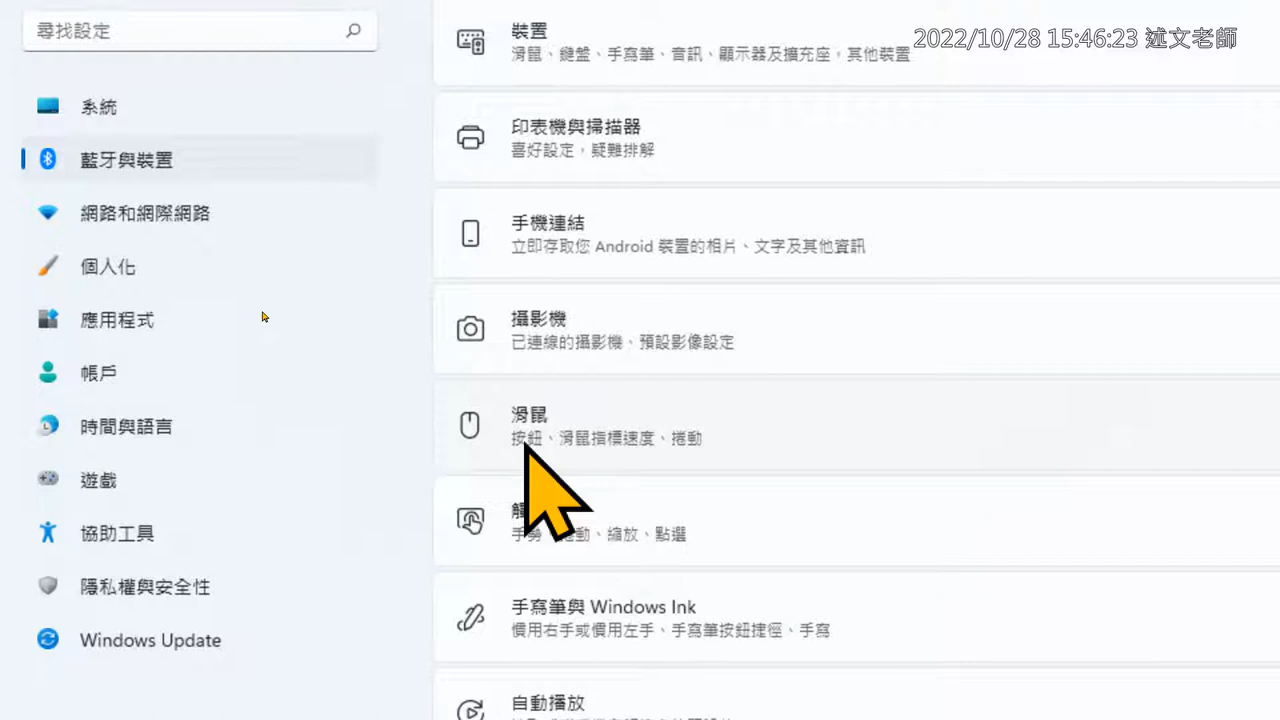 尋找設定
系統
藍牙與裝置
網路和網際網路
個人化
應用程式
帳戶
時間與語言
遊戲
協助工具
隱私權與安全性
Windows Update
2022/10/28 15:46:23 述文老師
裝置
滑鼠、鍵盤、手寫筆、音訊、顯示器及擴充座，其他裝置
印表機與掃描器
喜好設定，疑難排解
手機連結
立即存取您 Android 裝置的相片、文字及其他資訊
攝影機
已連線的攝影機、預設影像設定
滑鼠
按鈕、滑鼠指標速度、捲動
觸
手勢、捲動、縮放、點選
手寫筆與 Windows Ink
慣用右手或慣用左手、手寫筆按鈕捷徑、手寫
自動播放